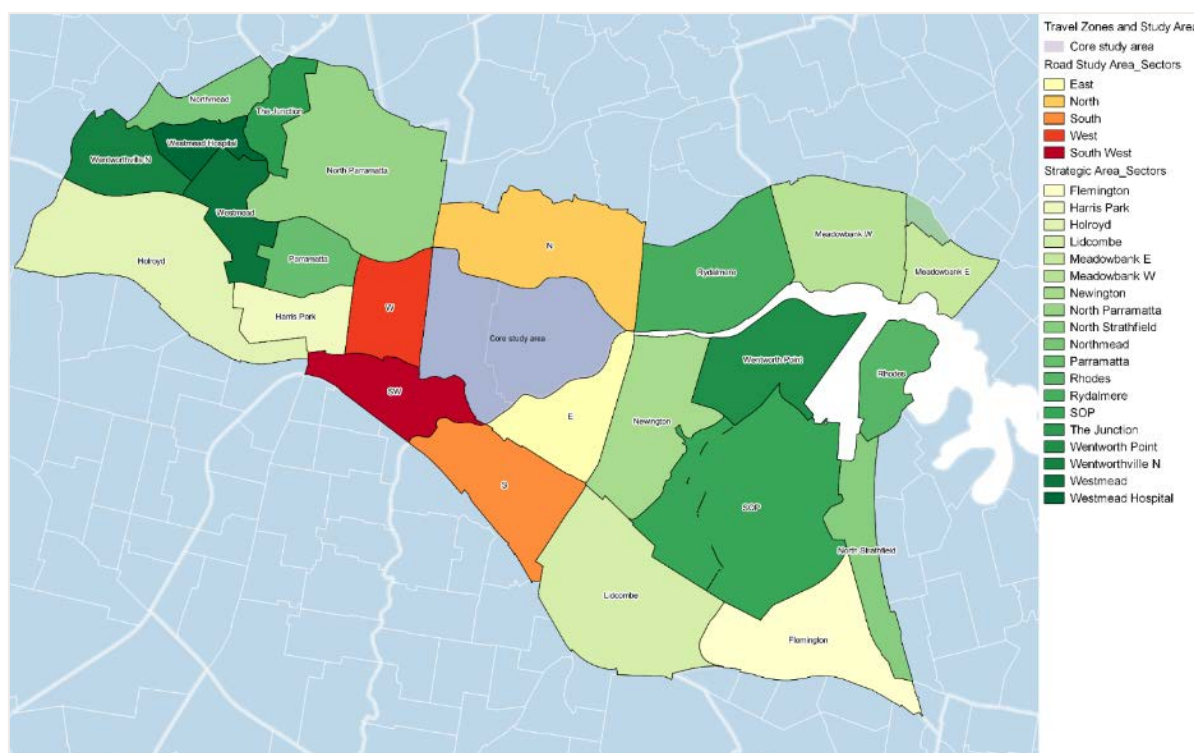 Travel Zones and Study Area
Core study area
Road Study Area_Sectors
East
North
South
West
South West
Strategic Area_Sectors
Flemington
Harris Park
Holroyd
Lidcombe
Meadowbank E
Meadowbank W
Newington
North Parramatta
North Strathfield
Northmead
Parramatta
Rhodes
Rydalmere
SOP
The Junction
Wentworth Point
Wentworthville N
Westmead
Westmead Hospital
Northmead
The Junction
Westmead Hospital
Wentworthville N
North Parramatta
Westmead
Holroyd
Parramatta
Harris Park
W
N
Core study area
SW
E
S
Rydalmere
Meadowbank W
Meadowbank E
Wentworth Point
Rhodes
Newington
SOP
North Strathfield
Lidcombe
Flemington